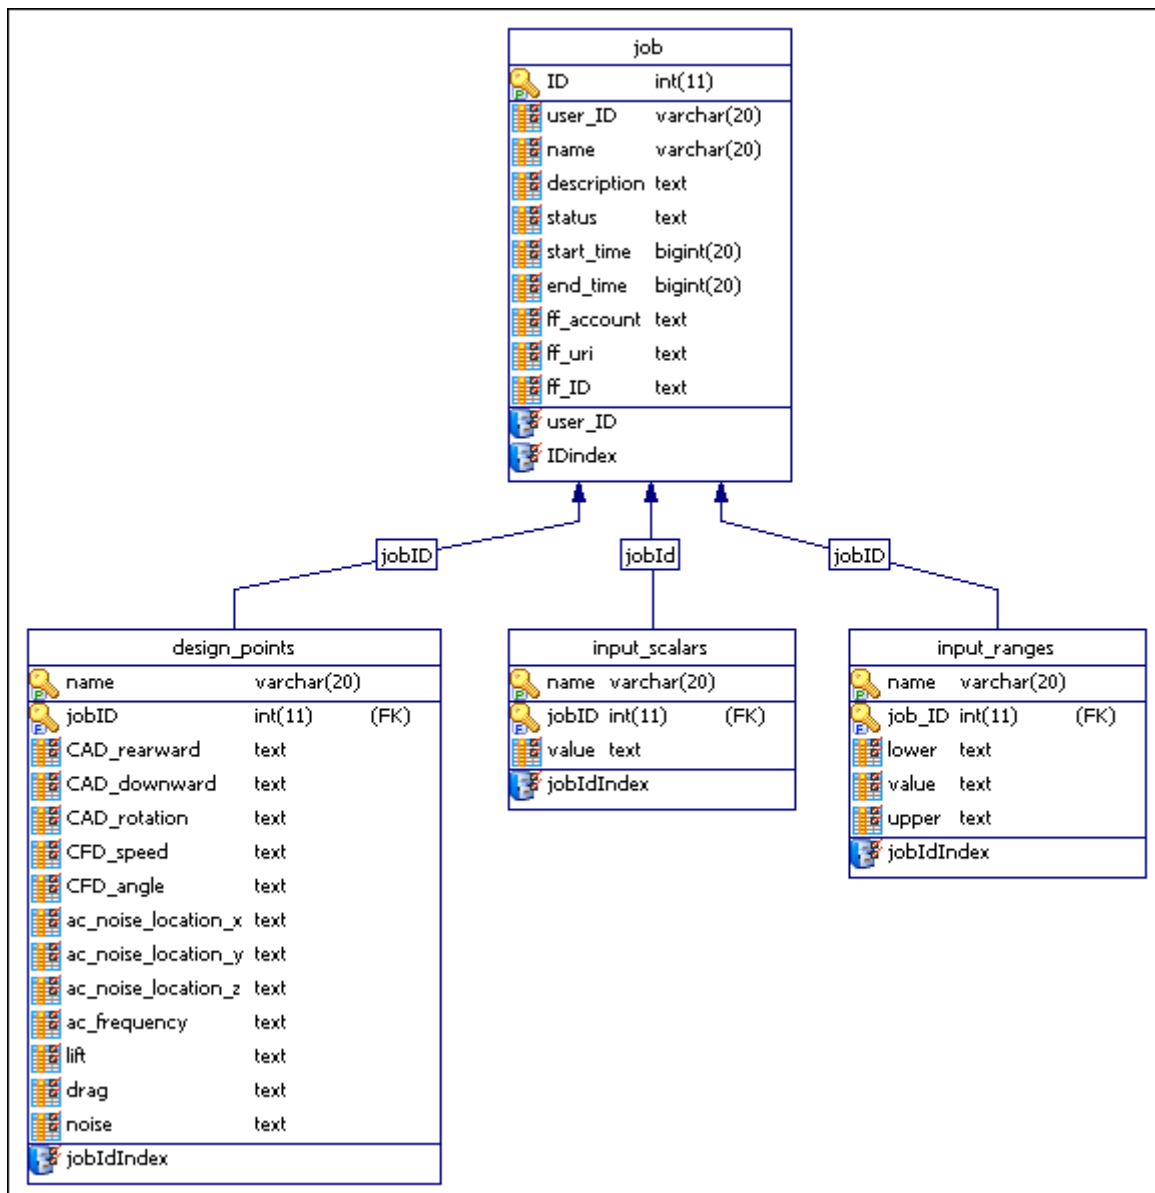 job
ID int(11)
user_ID varchar(20)
name varchar(20)
description text
status text
start_time bigint(20)
end_time bigint(20)
ff_account text
ff_uri text
ff_ID text
user_ID
IDindex
jobID
jobId
jobID
design_points
name varchar(20)
jobID int(11) (FK)
CAD_rearward text
CAD_downward text
CAD_rotation text
CFD_speed text
CFD_angle text
ac_noise_location_x text
ac_noise_location_y text
ac_noise_location_z text
ac_frequency text
lift text
drag text
noise text
jobIdIndex
input_scalars
name varchar(20)
jobID int(11) (FK)
value text
jobIdIndex
input_ranges
name varchar(20)
job_ID int(11) (FK)
lower text
value text
upper text
jobIdIndex